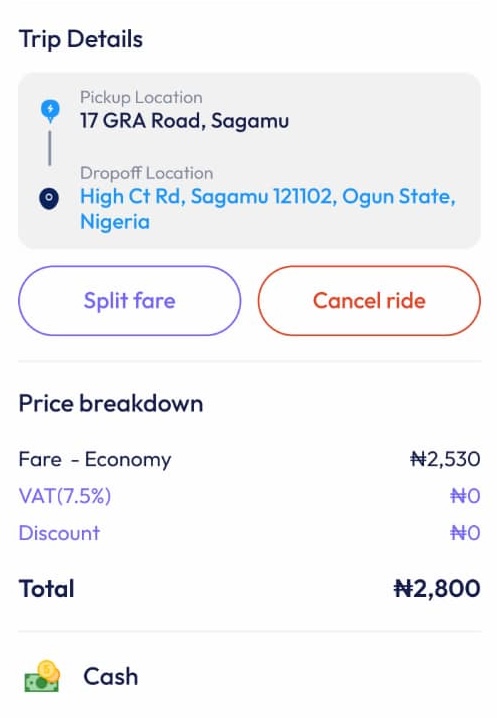 Trip Details
Pickup Location
17 GRA Road, Sagamu
Dropoff Location
High Ct Rd, Sagamu 121102, Ogun State,
Nigeria
Split fare Cancel ride
Price breakdown
Fare - Economy ₦2,530
VAT(7.5%) ₦0
Discount ₦0
Total ₦2,800
Cash